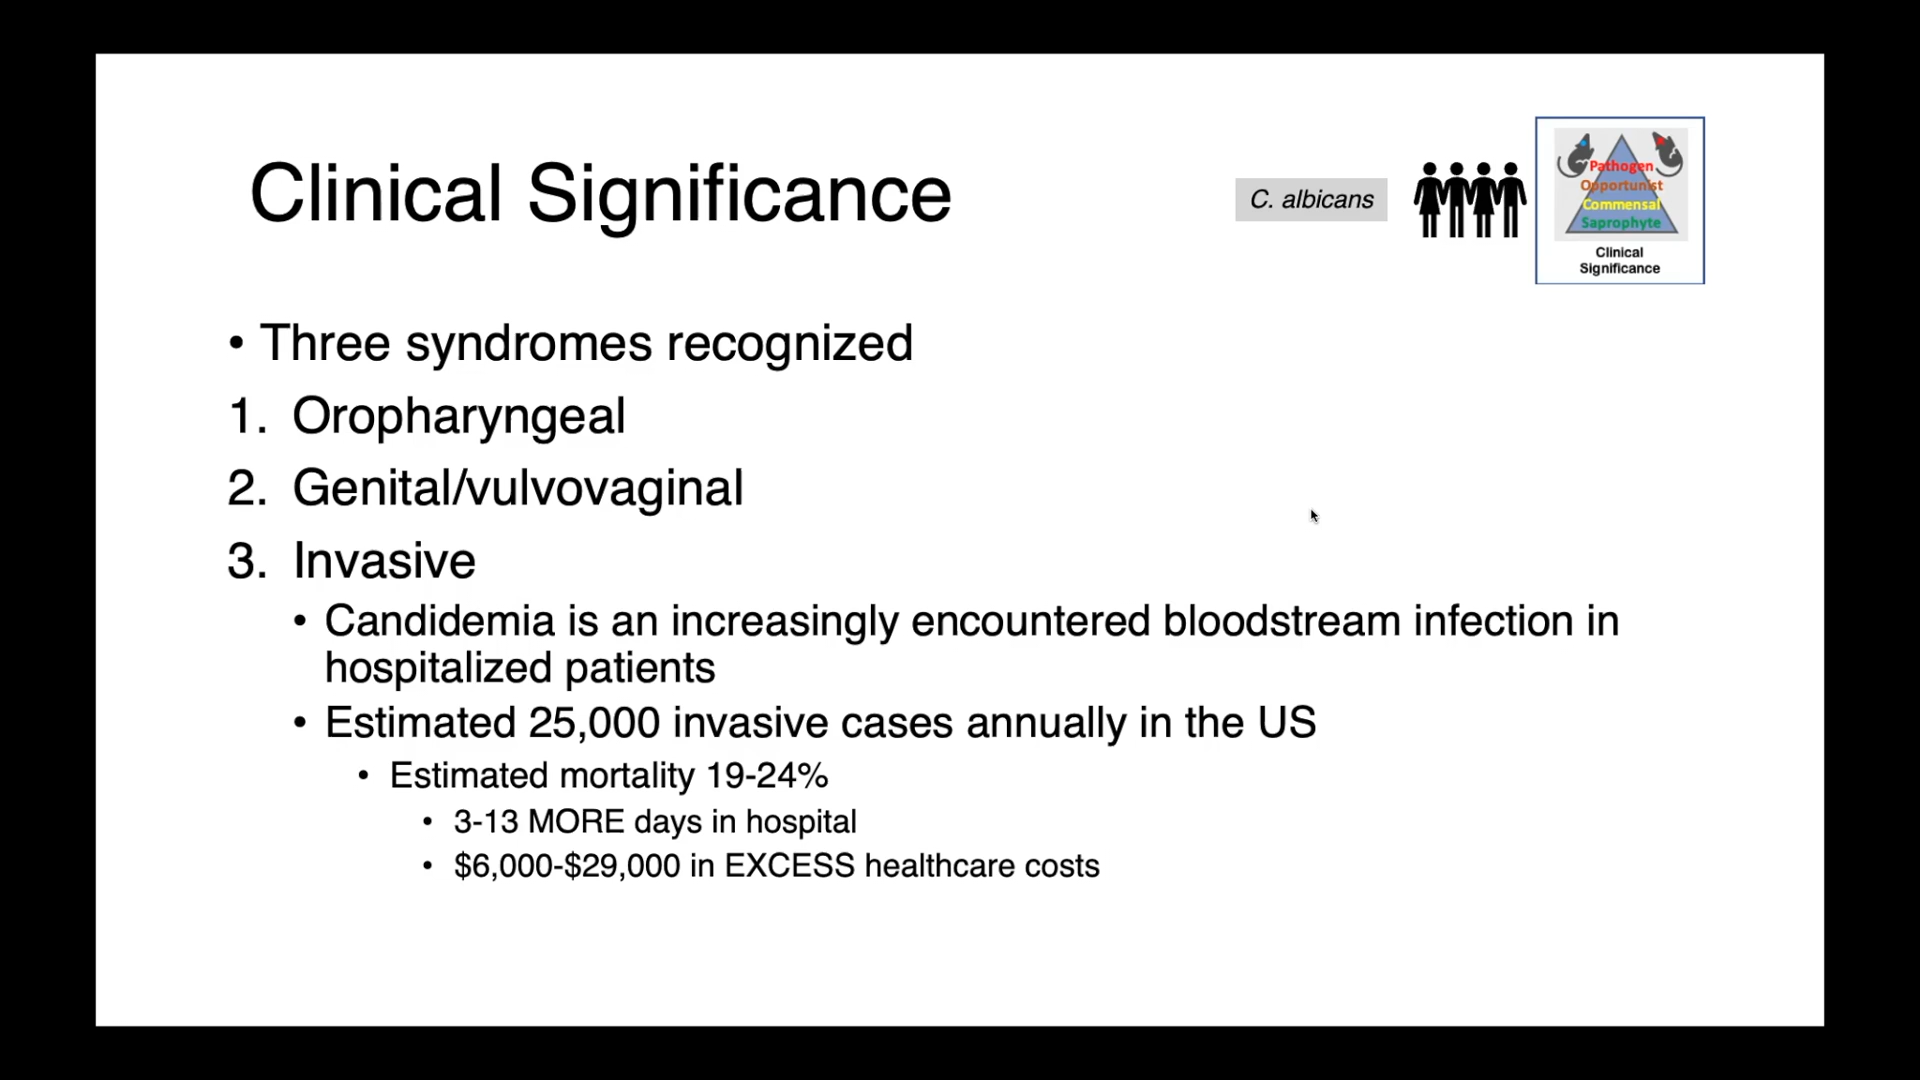 Clinical Significance
C. albicans
Pathogen
Opportunist
Commensal
Saprophyte
Clinical
Significance
• Three syndromes recognized
1. Oropharyngeal
2. Genital/vulvovaginal
3. Invasive
• Candidemia is an increasingly encountered bloodstream infection in
hospitalized patients
• Estimated 25,000 invasive cases annually in the US
• Estimated mortality 19-24%
• 3-13 MORE days in hospital
• $6,000-$29,000 in EXCESS healthcare costs